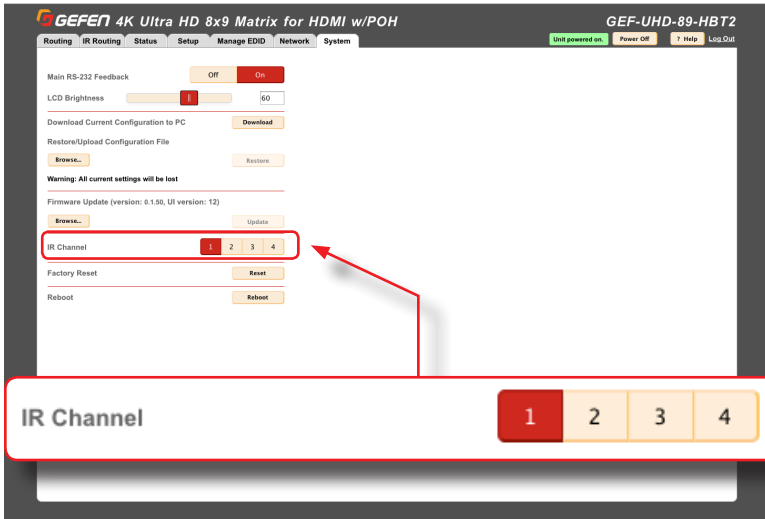 GEFEN 4K Ultra HD 8x9 Matrix for HDMI w/POH GEF-UHD-89-HBT2
Routing IR Routing Status Setup Manage EDID Network System Unit powered on. Power Off ? Help Log Out
Main RS-232 Feedback Off On
LCD Brightness 60
Download Current Configuration to PC Download
Restore/Upload Configuration File
Browse... Restore
Warning: All current settings will be lost
Firmware Update (version: 0.1.50, UI version: 12)
Browse... Update
IR Channel 1 2 3 4
Factory Reset Reset
Reboot Reboot
IR Channel 1 2 3 4